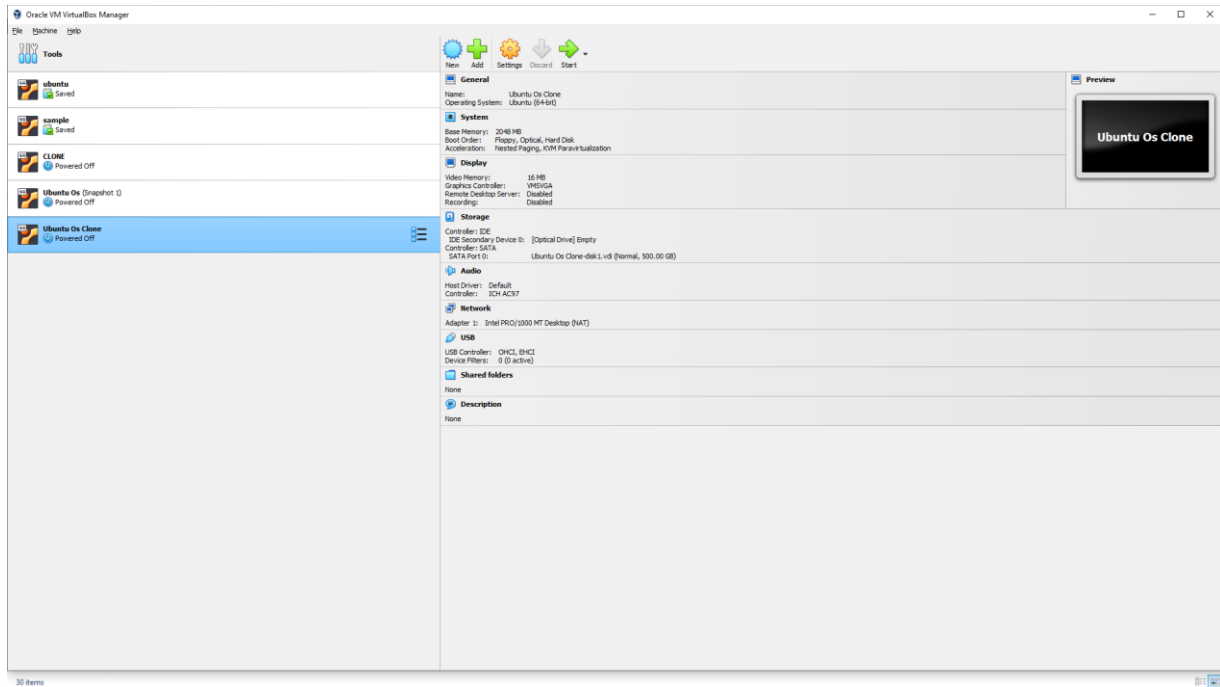 Oracle VM VirtualBox Manager
File Machine Help
Tools
ubuntu
Saved
sample
Saved
CLONE
Powered Off
Ubuntu Os (Snapshot 1)
Powered Off
Ubuntu Os Clone
Powered Off
New Add Settings Discard Start
General
Name: Ubuntu Os Clone
Operating System: Ubuntu (64-bit)
System
Base Memory: 2048 MB
Boot Order: Floppy, Optical, Hard Disk
Acceleration: Nested Paging, KVM Paravirtualization
Display
Video Memory: 16 MB
Graphics Controller: VMSVGA
Remote Desktop Server: Disabled
Recording: Disabled
Storage
Controller: IDE
IDE Secondary Device 0: [Optical Drive] Empty
Controller: SATA
SATA Port 0: Ubuntu Os Clone-disk1.vdi (Normal, 500.00 GB)
Audio
Host Driver: Default
Controller: ICH AC97
Network
Adapter 1: Intel PRO/1000 MT Desktop (NAT)
USB
USB Controller: OHCI, EHCI
Device Filters: 0 (0 active)
Shared folders
None
Description
None
Preview
Ubuntu Os Clone
30 items